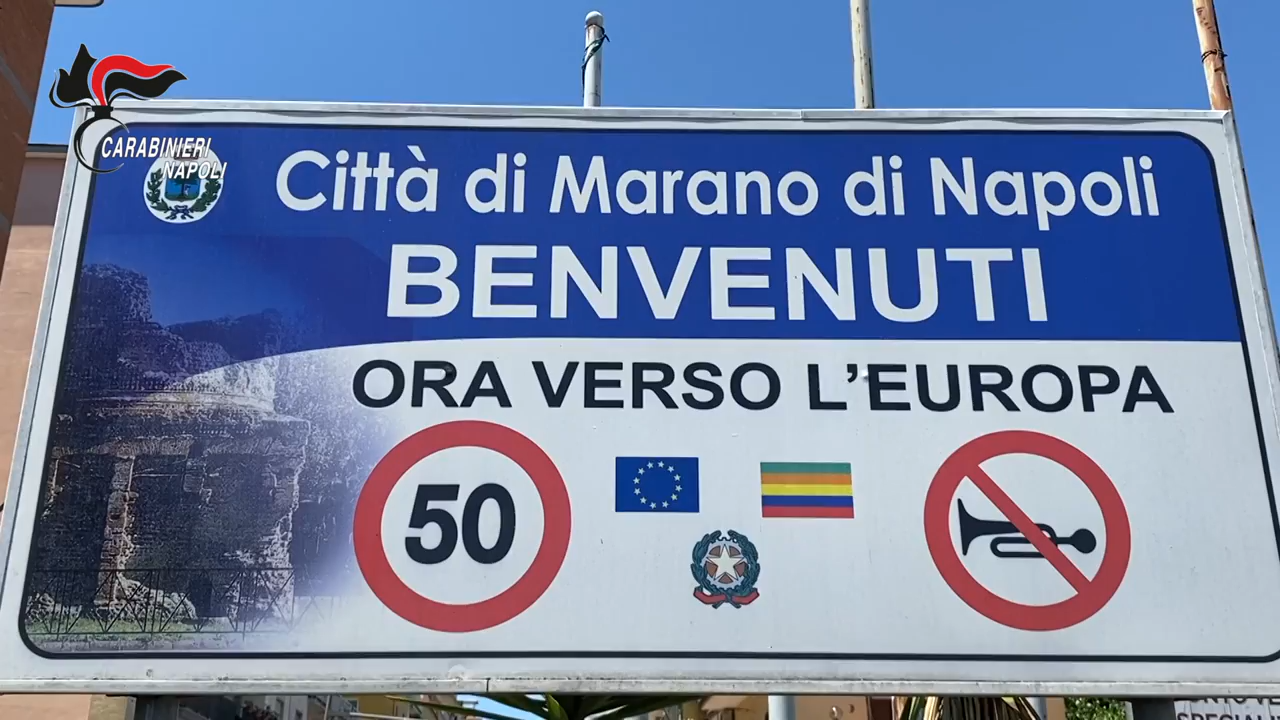 CARABINIERI
NAPOLI
Città di Marano di Napoli
BENVENUTI
ORA VERSO L'EUROPA
50